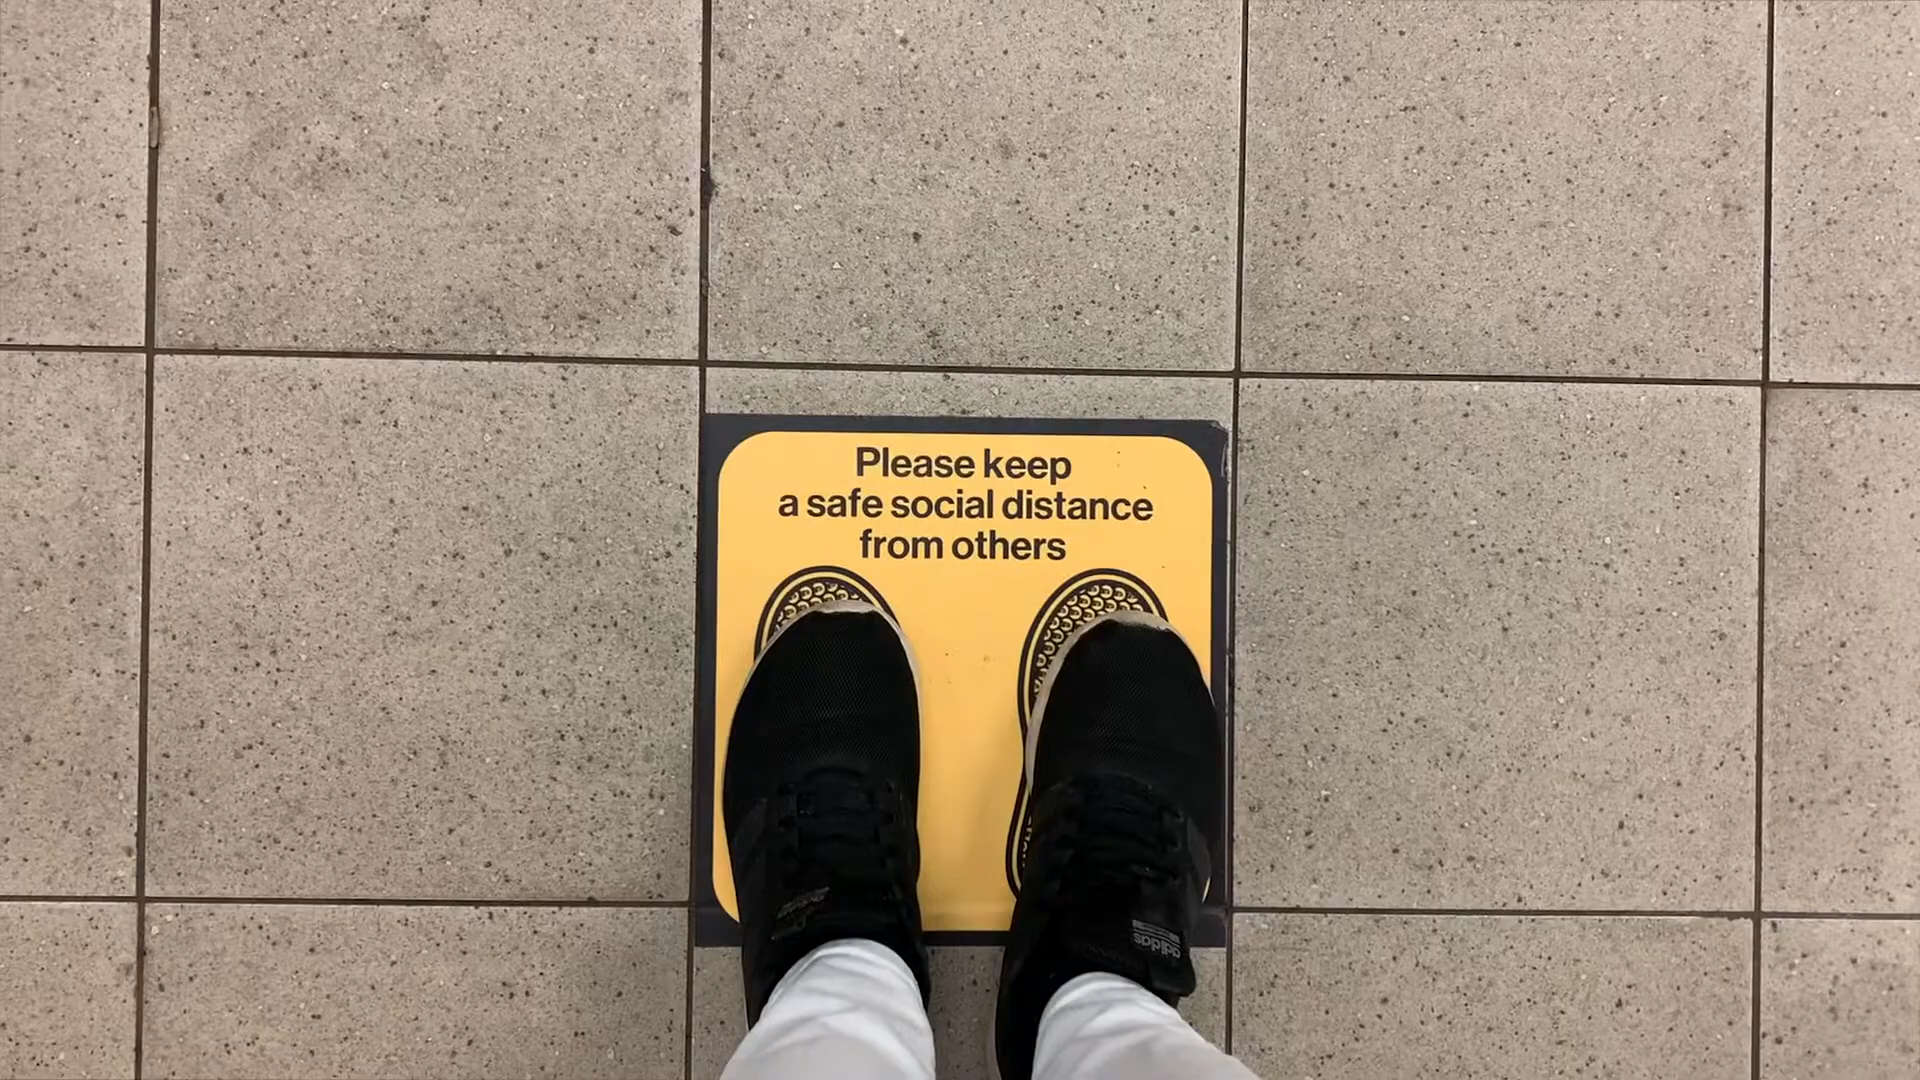 Please keep
a safe social distance
from others
adidas